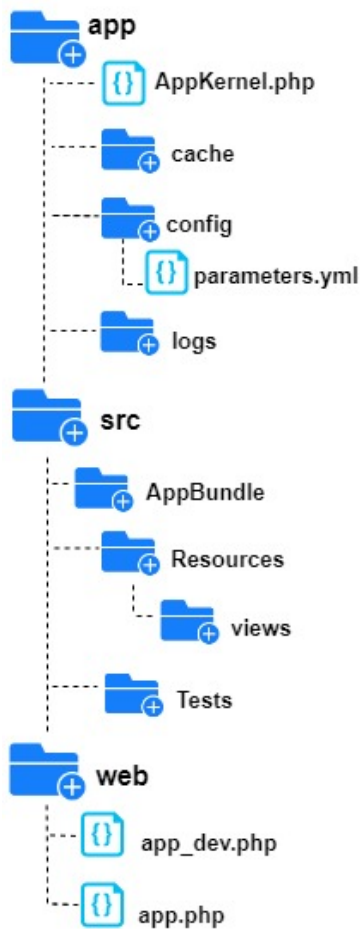 app
AppKernel.php
cache
config
parameters.yml
logs
src
AppBundle
Resources
views
Tests
web
app_dev.php
app.php